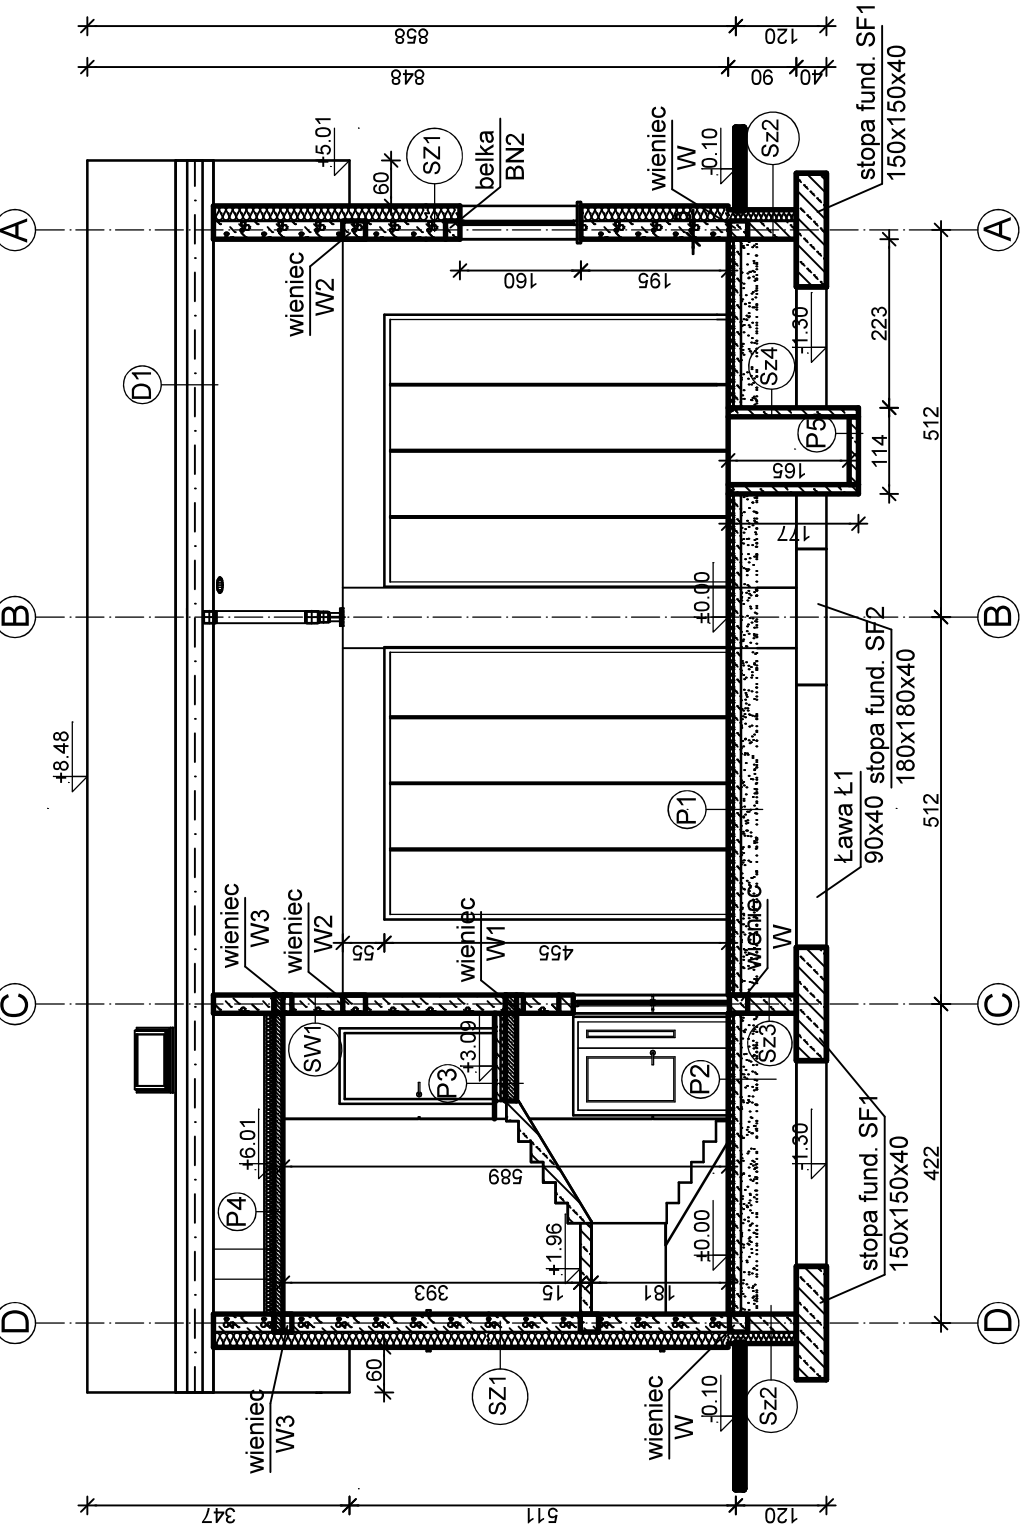 A
B
C
D
858
120
848
90
40
stopa fund. SF1
150x150x40
+5.01
60
SZ1
belka
BN2
wieniec
W
-0.10
Sz2
wieniec
W2
160
195
D1
-1.30
223
Sz4
P5
165
114
177
512
+8.48
±0.00
stopa fund. SF2
180x180x40
Ława Ł1
90x40
P1
512
wieniec
W3
wieniec
W2
55
wieniec
W1
455
wieniec
W
SW1
+3.09
P3
P2
Sz3
+6.01
P4
589
-1.30
stopa fund. SF1
150x150x40
422
+1.96
±0.00
393
15
181
60
wieniec
W3
SZ1
wieniec
W
-0.10
Sz2
347
511
120
A
B
C
D